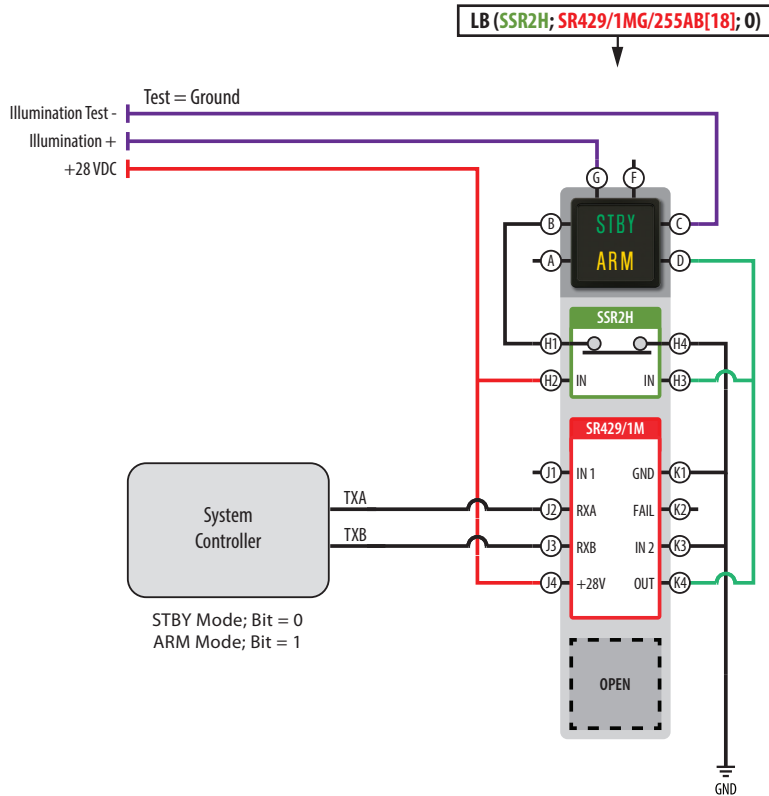 LB (SSR2H; SR429/1MG/255AB[18]; O)
Test = Ground
Illumination Test -
Illumination +
+28 VDC
G F
B STBY C
A ARM D
SSR2H
H1 H4
H2 IN IN H3
SR429/1M
J1 IN 1 GND K1
J2 RXA FAIL K2
J3 RXB IN 2 K3
J4 +28V OUT K4
TXA
TXB
System
Controller
STBY Mode; Bit = 0
ARM Mode; Bit = 1
OPEN
GND